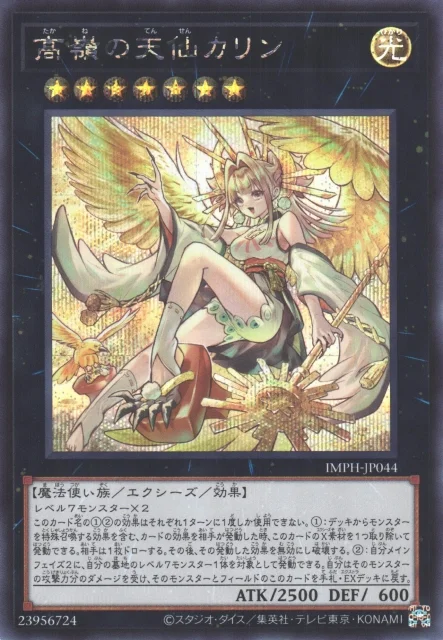 高嶺の天仙カリン
光
IMPH-JP044
【魔法使い族／エクシーズ／効果】
レベル7モンスター×2
このカード名の①②の効果はそれぞれ1ターンに1度しか使用できない。①：デッキからモンスター
を特殊召喚する効果を含む、カードの効果を相手が発動した時、このカードのX素材を1つ取り除いて
発動できる。相手は1枚ドローする。その後、その発動した効果を無効にし破壊する。②：自分メイン
フェイズ2に、自分の墓地のレベル7モンスター1体を対象として発動できる。自分はそのモンス
ターの攻撃力分のダメージを受け、そのモンスターとフィールドのこのカードを手札・EXデッキに戻す。
ATK/2500 DEF/ 600
23956724
©スタジオ・ダイス／集英社・テレビ東京・KONAMI